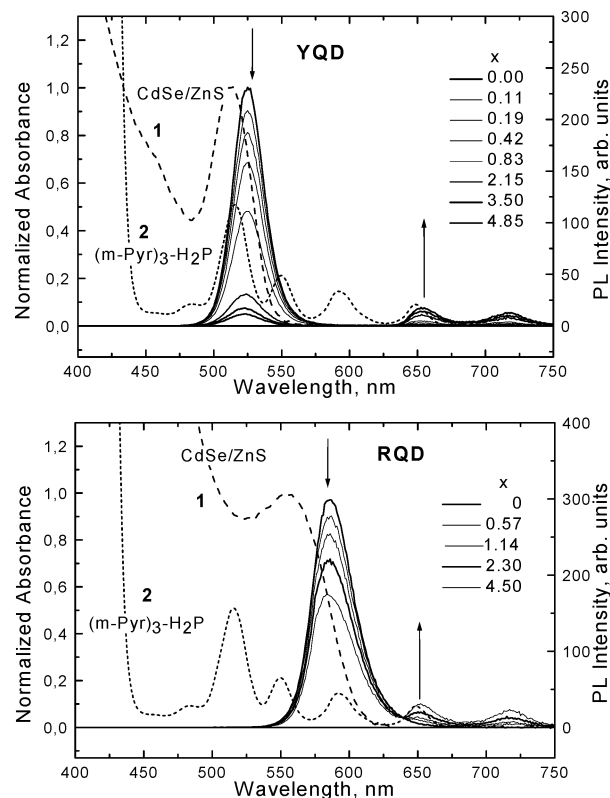 YQD
Normalized Absorbance
PL Intensity, arb. units
1,2
1,0
0,8
0,6
0,4
0,2
0,0
300
250
200
150
100
50
0
CdSe/ZnS
1
2
(m-Pyr)3-H2P
x
0.00
0.11
0.19
0.42
0.83
2.15
3.50
4.85
400 450 500 550 600 650 700 750
Wavelength, nm
RQD
Normalized Absorbance
PL Intensity, arb. units
1,2
1,0
0,8
0,6
0,4
0,2
0,0
400
300
200
100
0
CdSe/ZnS
1
2
(m-Pyr)3-H2P
x
0
0.57
1.14
2.30
4.50
400 450 500 550 600 650 700 750
Wavelength, nm